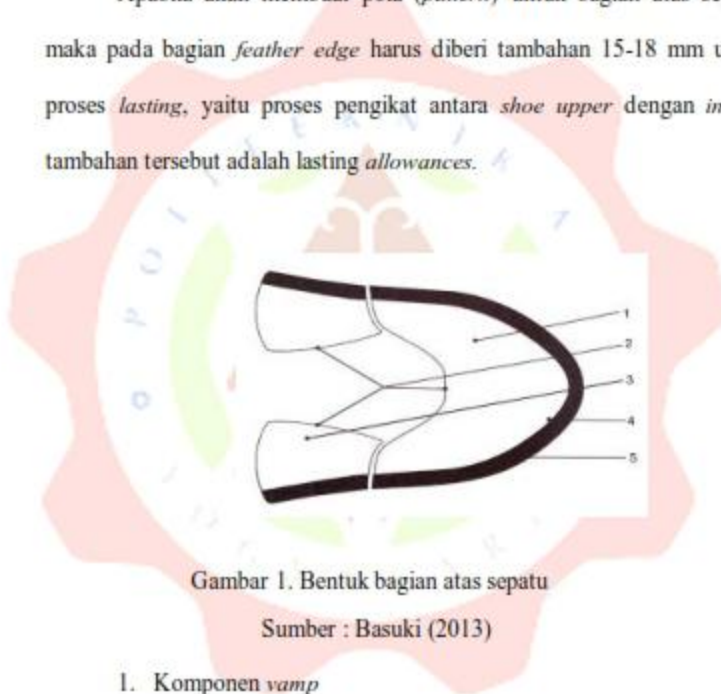 maka pada bagian feather edge harus diberi tambahan 15-18 mm
proses lasting, yaitu proses pengikat antara shoe upper dengan
tambahan tersebut adalah lasting allowances.
1
2
3
4
5
Gambar 1. Bentuk bagian atas sepatu
Sumber : Basuki (2013)
1. Komponen vamp